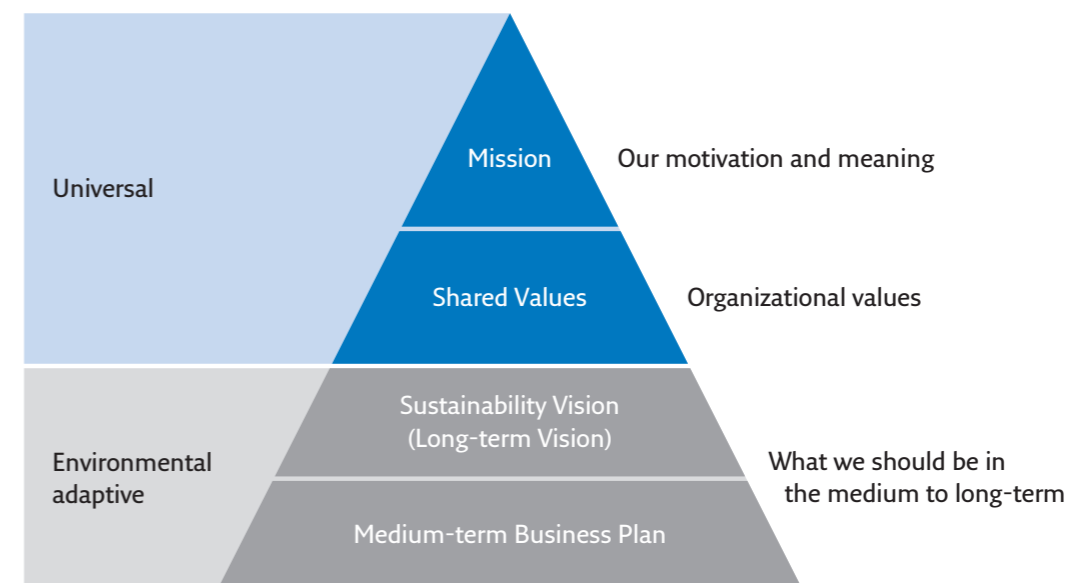 Universal
Mission
Our motivation and meaning
Shared Values
Organizational values
Environmental
adaptive
Sustainability Vision
(Long-term Vision)
Medium-term Business Plan
What we should be in
the medium to long-term